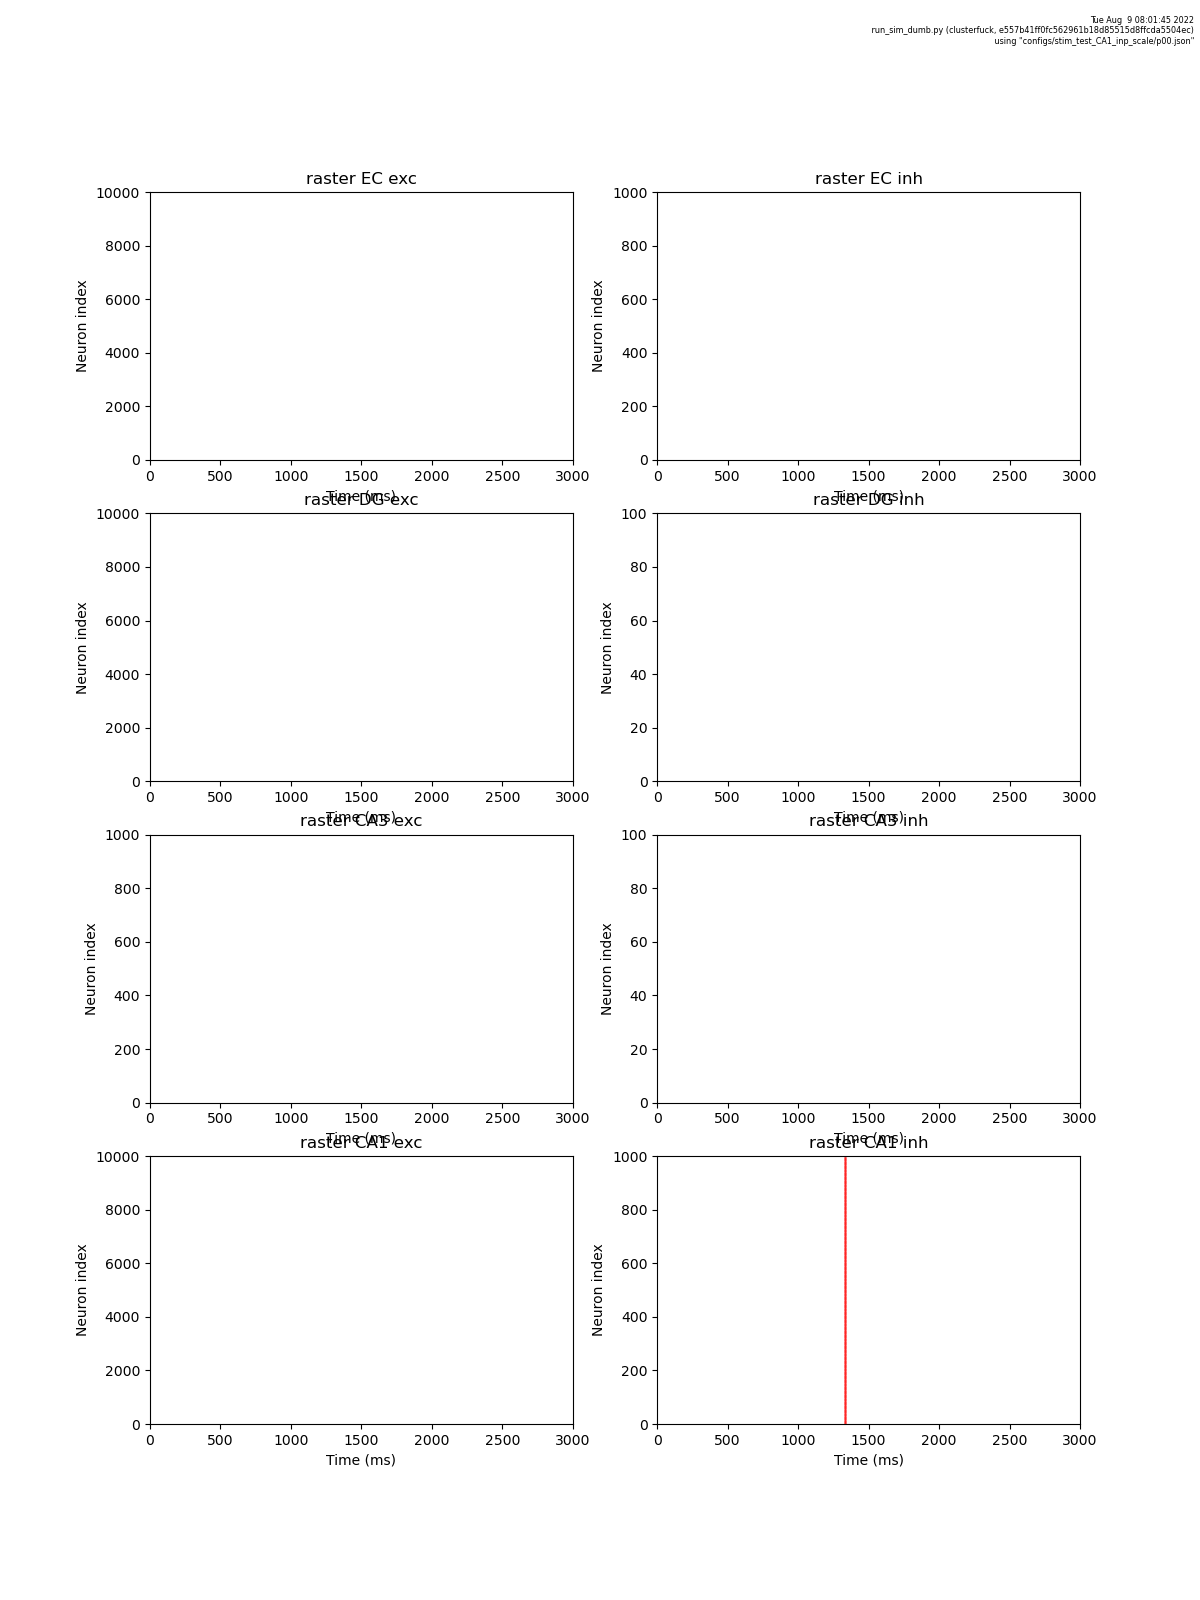 Tue Aug  9 08:01:45 2022
run_sim_dumb.py (clusterfuck, e557b41ff0fc562961b18d85515d8ffcda5504ec)
using "configs/stim_test_CA1_inp_scale/p00.json"
raster EC exc
10000
8000
6000
4000
2000
0
Neuron index
0 500 1000 1500 2000 2500 3000
Time (ms)
raster EC inh
1000
800
600
400
200
0
Neuron index
0 500 1000 1500 2000 2500 3000
Time (ms)
raster DG exc
10000
8000
6000
4000
2000
0
Neuron index
0 500 1000 1500 2000 2500 3000
Time (ms)
raster DG inh
100
80
60
40
20
0
Neuron index
0 500 1000 1500 2000 2500 3000
Time (ms)
raster CA3 exc
1000
800
600
400
200
0
Neuron index
0 500 1000 1500 2000 2500 3000
Time (ms)
raster CA3 inh
100
80
60
40
20
0
Neuron index
0 500 1000 1500 2000 2500 3000
Time (ms)
raster CA1 exc
10000
8000
6000
4000
2000
0
Neuron index
0 500 1000 1500 2000 2500 3000
Time (ms)
raster CA1 inh
1000
800
600
400
200
0
Neuron index
0 500 1000 1500 2000 2500 3000
Time (ms)